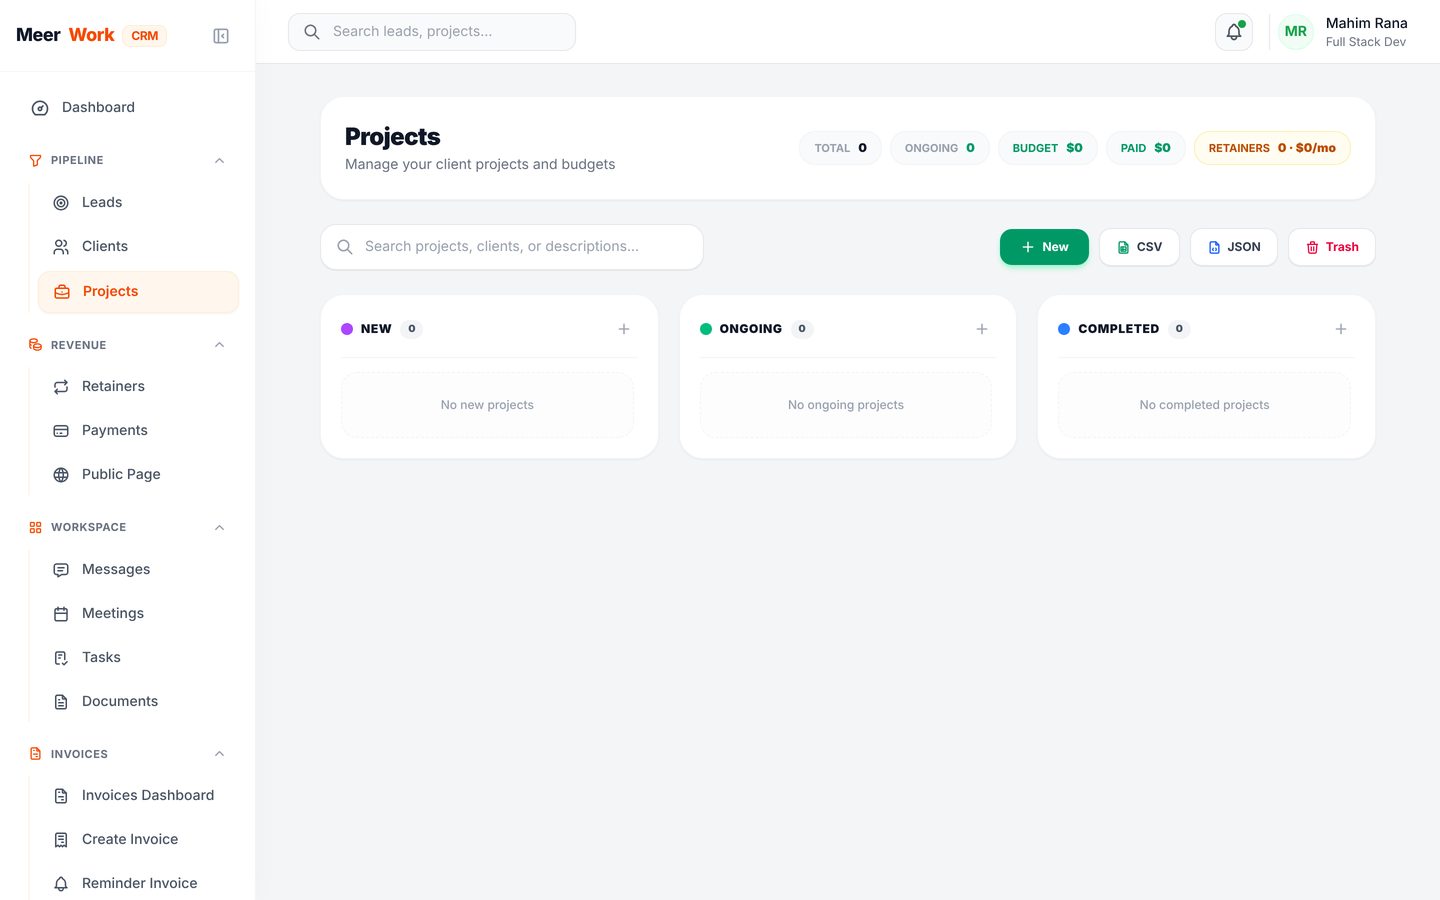 Meer Work CRM
Search leads, projects...
MR
Mahim Rana
Full Stack Dev
Dashboard
PIPELINE
Leads
Clients
Projects
REVENUE
Retainers
Payments
Public Page
WORKSPACE
Messages
Meetings
Tasks
Documents
INVOICES
Invoices Dashboard
Create Invoice
Reminder Invoice
Projects
Manage your client projects and budgets
TOTAL 0
ONGOING 0
BUDGET $0
PAID $0
RETAINERS 0 · $0/mo
Search projects, clients, or descriptions...
New
CSV
JSON
Trash
NEW 0
No new projects
ONGOING 0
No ongoing projects
COMPLETED 0
No completed projects